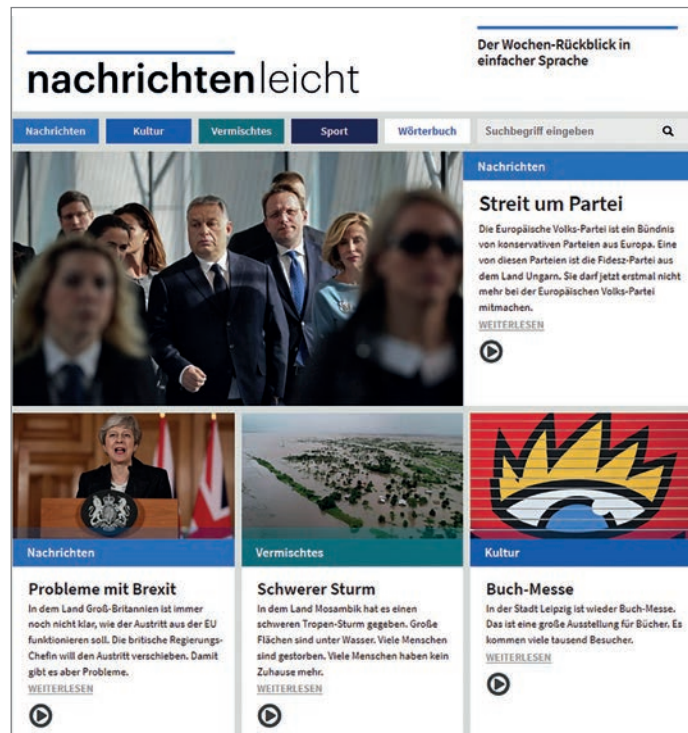 nachrichtenleicht
Der Wochen-Rückblick in
einfacher Sprache
Nachrichten
Kultur
Vermischtes
Sport
Wörterbuch
Suchbegriff eingeben
Nachrichten
Streit um Partei
Die Europäische Volks-Partei ist ein Bündnis
von konservativen Parteien aus Europa. Eine
von diesen Parteien ist die Fidesz-Partei aus
dem Land Ungarn. Sie darf jetzt erstmal nicht
mehr bei der Europäischen Volks-Partei
mitmachen.
WEITERLESEN
Nachrichten
Probleme mit Brexit
In dem Land Groß-Britannien ist immer
noch nicht klar, wie der Austritt aus der EU
funktionieren soll. Die britische Regierungs-
Chefin will den Austritt verschieben. Damit
gibt es aber Probleme.
WEITERLESEN
Vermischtes
Schwerer Sturm
In dem Land Mosambik hat es einen
schweren Tropen-Sturm gegeben. Große
Flächen sind unter Wasser. Viele Menschen
sind gestorben. Viele Menschen haben kein
Zuhause mehr.
WEITERLESEN
Kultur
Buch-Messe
In der Stadt Leipzig ist wieder Buch-Messe.
Das ist eine große Ausstellung für Bücher. Es
kommen viele tausend Besucher.
WEITERLESEN